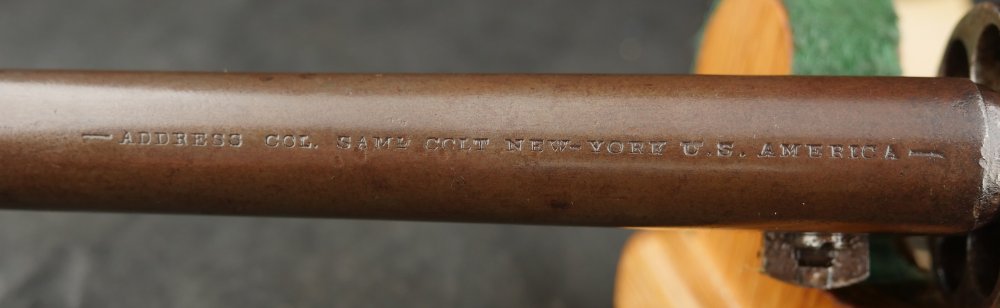 — ADDRESS COL. SAML COLT NEW-YORK U.S. AMERICA —